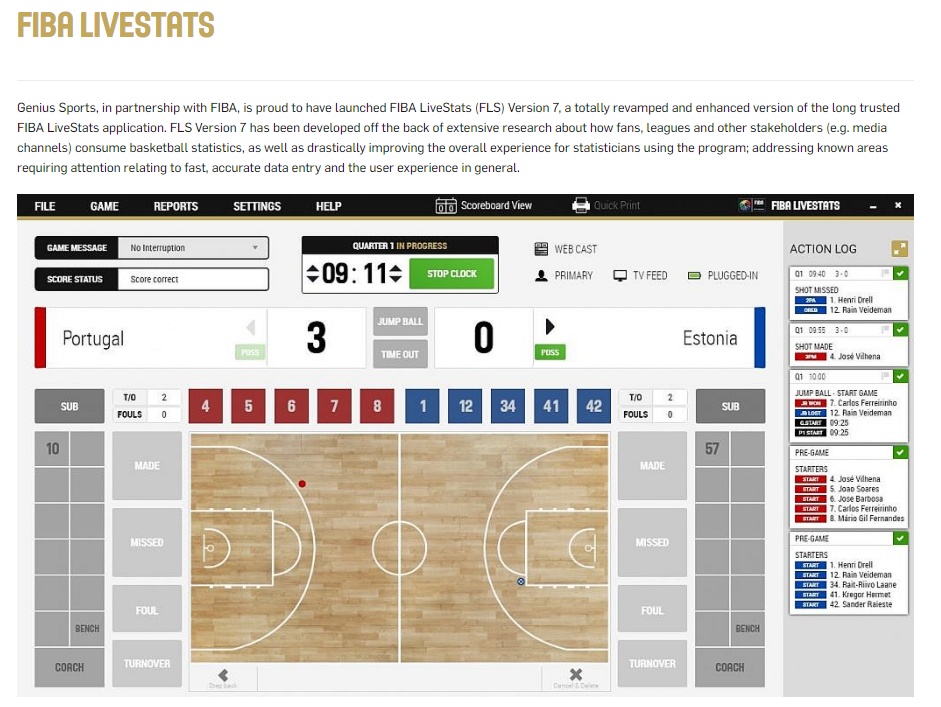 FIBA LIVESTATS
Genius Sports, in partnership with FIBA, is proud to have launched FIBA LiveStats (FLS) Version 7, a totally revamped and enhanced version of the long trusted
FIBA LiveStats application. FLS Version 7 has been developed off the back of extensive research about how fans, leagues and other stakeholders (e.g. media
channels) consume basketball statistics, as well as drastically improving the overall experience for statisticians using the program; addressing known areas
requiring attention relating to fast, accurate data entry and the user experience in general.
FILE GAME REPORTS SETTINGS HELP Scoreboard View Quick Print FIBA LIVESTATS
GAME MESSAGE No Interruption
SCORE STATUS Score correct
QUARTER 1 IN PROGRESS
09:11 STOP CLOCK
WEB CAST
PRIMARY TV FEED PLUGGED-IN
Portugal POSS 3
JUMP BALL
TIME OUT
0 POSS Estonia
SUB
T/O 2
FOULS 0
4 5 6 7 8 1 12 34 41 42
T/O 2
FOULS 0
SUB
10
BENCH
COACH
MADE
MISSED
FOUL
TURNOVER
Step back
Cancel & Delete
MADE
MISSED
FOUL
TURNOVER
57
BENCH
COACH
ACTION LOG
Q1 09:40 3-0
SHOT MISSED
2PA 1. Henri Drell
OREB 12. Rain Veideman
Q1 09:55 3-0
SHOT MADE
3PM 4. José Vilhena
Q1 10:00
JUMP BALL - START GAME
JB WON 7. Carlos Ferreirinho
JB LOST 12. Rain Veideman
G.START 09:25
P1 START 09:25
PRE-GAME
STARTERS
START 4. José Vilhena
START 5. Joao Soares
START 6. Jose Barbosa
START 7. Carlos Ferreirinho
START 8. Mário Gil Fernandes
PRE-GAME
STARTERS
START 1. Henri Drell
START 12. Rain Veideman
START 34. Rait-Riivo Laane
START 41. Kregor Hermet
START 42. Sander Raieste